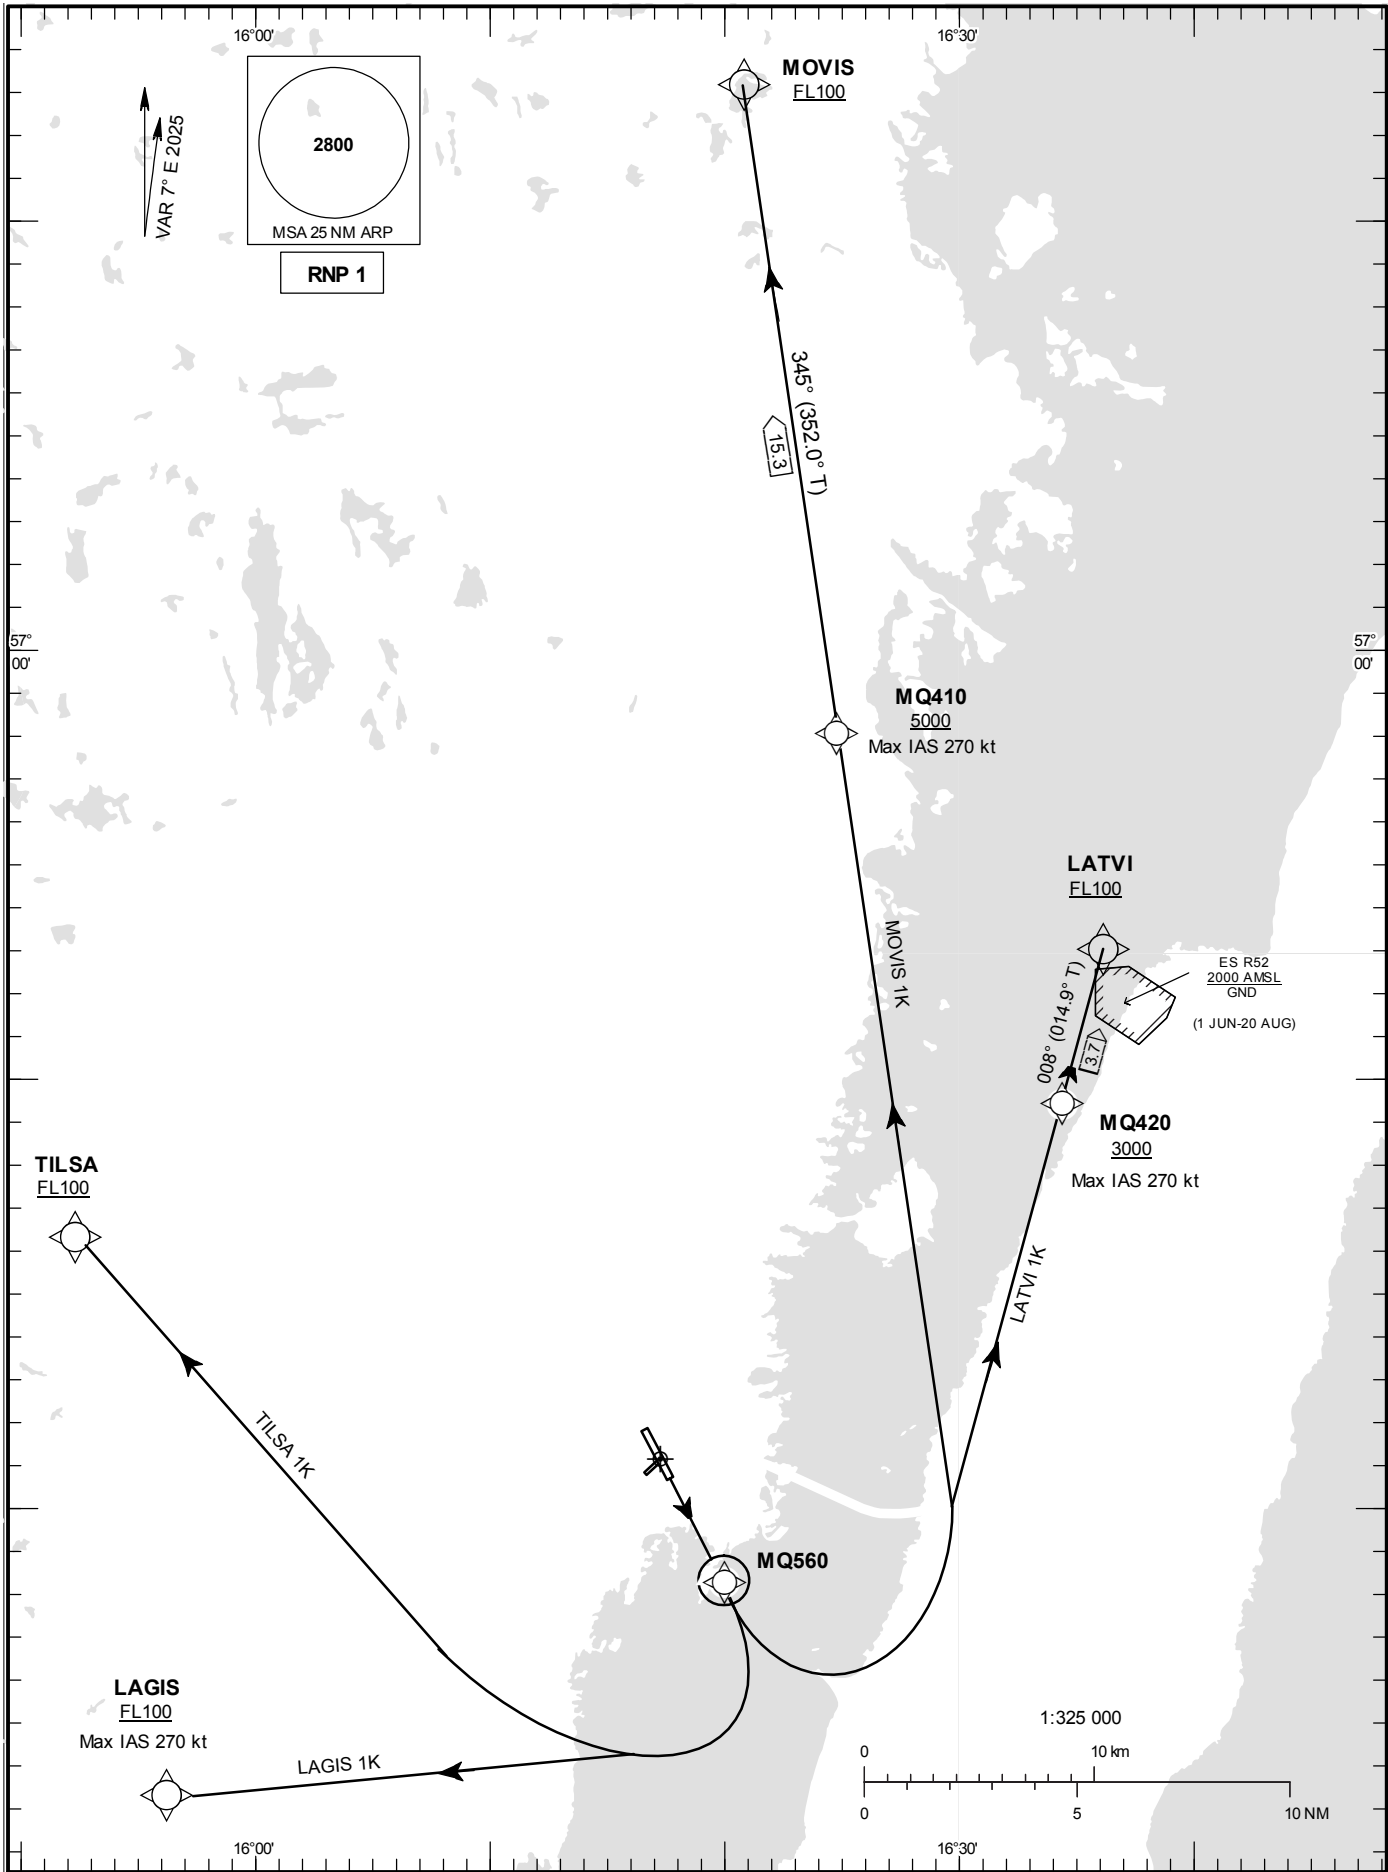 16°00'
16°30'
MOVIS
FL100
VAR 7° E 2025
2800
MSA 25 NM ARP
RNP 1
345° (352.0° T)
15.3
57°
00'
57°
00'
MQ410
5000
Max IAS 270 kt
LATVI
FL100
MOVIS 1K
ES R52
2000 AMSL
GND
(1 JUN-20 AUG)
008° (014.9° T)
3.7
MQ420
3000
Max IAS 270 kt
TILSA
FL100
LATVI 1K
TILSA 1K
MQ560
LAGIS
FL100
Max IAS 270 kt
LAGIS 1K
1:325 000
0
10 km
0
5
10 NM
16°00'
16°30'